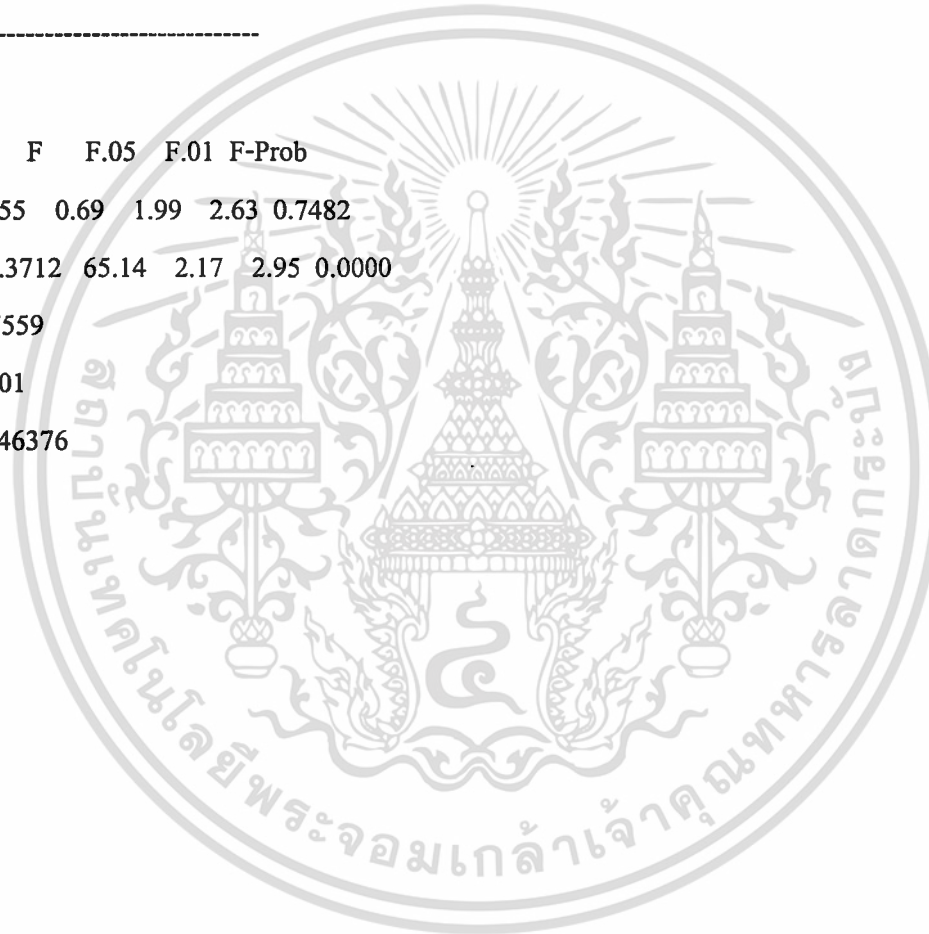 --------------------------------
F F.05 F.01 F-Prob
55 0.69 1.99 2.63 0.7482
.3712 65.14 2.17 2.95 0.0000
559
01
46376
๔
สถาบันเทคโนโลยีพระจอมเกล้าเจ้าคุณทหารลาดกระบัง